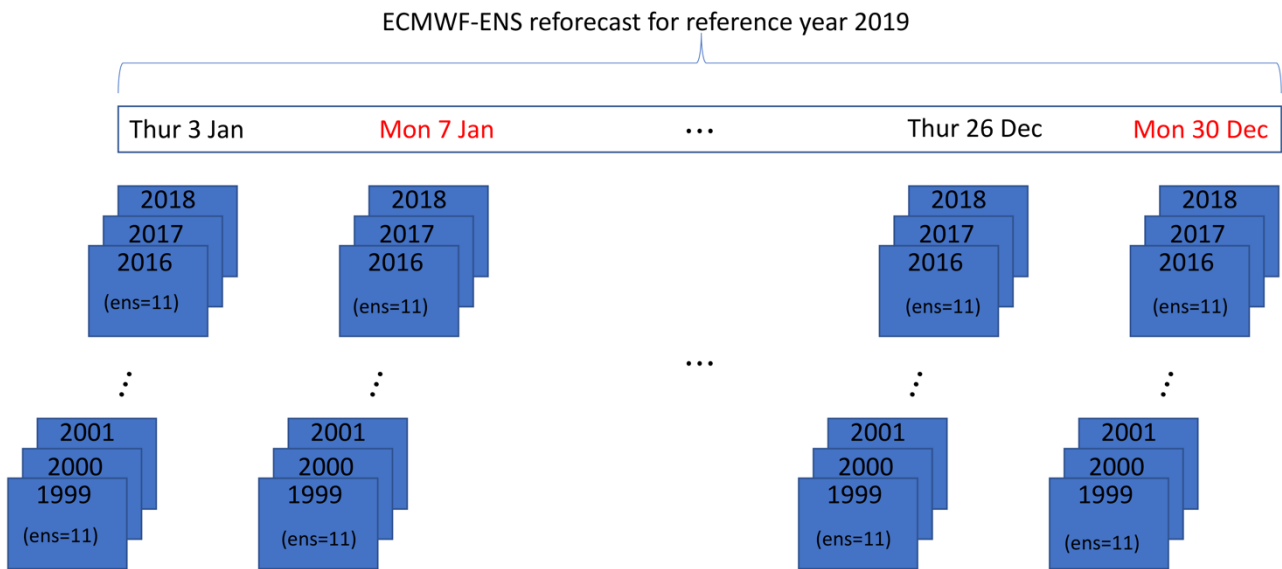 ECMWF-ENS reforecast for reference year 2019
Thur 3 Jan Mon 7 Jan ... Thur 26 Dec Mon 30 Dec
2018 2018 2018 2018
2017 2017 2017 2017
2016 2016 2016 2016
(ens=11) (ens=11) (ens=11) (ens=11)
...
⋮ ⋮ ⋮ ⋮
2001 2001 2001 2001
2000 2000 2000 2000
1999 1999 1999 1999
(ens=11) (ens=11) (ens=11) (ens=11)